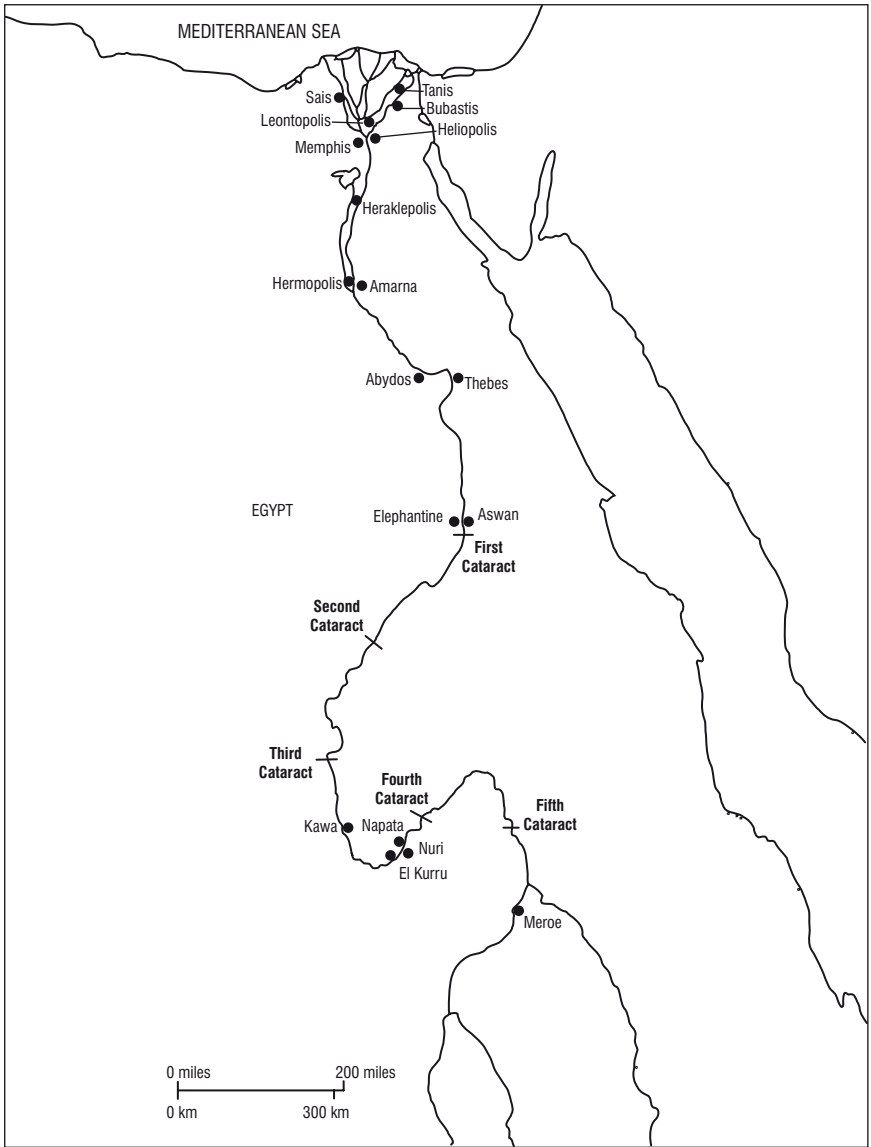 MEDITERRANEAN SEA
Sais
Tanis
Bubastis
Leontopolis
Heliopolis
Memphis
Heraklepolis
Hermopolis
Amarna
Abydos
Thebes
EGYPT
Elephantine
Aswan
First
Cataract
Second
Cataract
Third
Cataract
Fourth
Cataract
Fifth
Cataract
Kawa
Napata
Nuri
El Kurru
Meroe
0 miles
200 miles
0 km
300 km